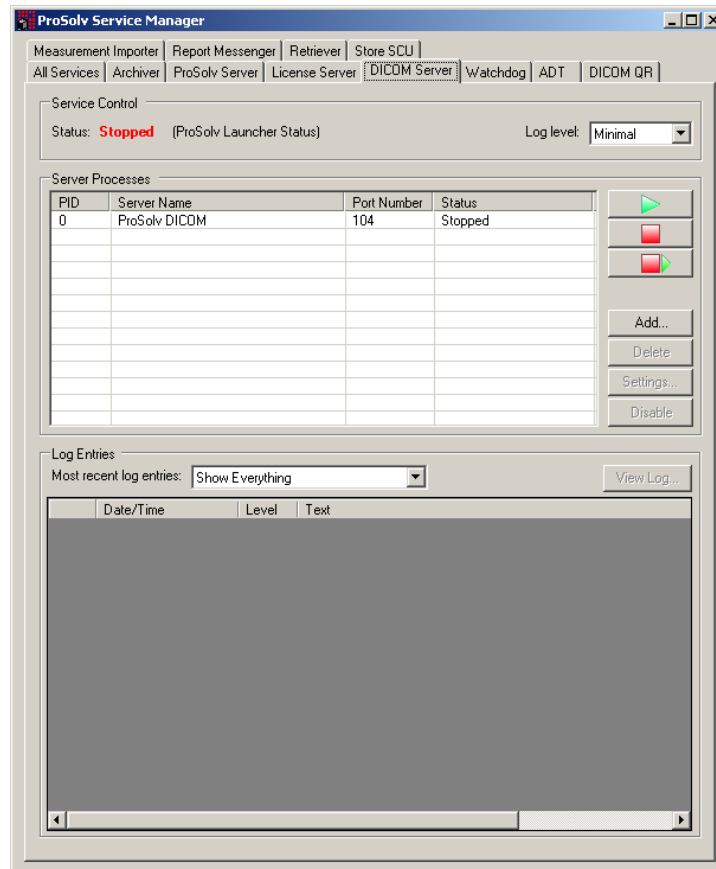 ProSolv Service Manager
Measurement Importer Report Messenger Retriever Store SCU
All Services Archiver ProSolv Server License Server DICOM Server Watchdog ADT DICOM QR
Service Control
Status: Stopped (ProSolv Launcher Status) Log level: Minimal
Server Processes
PID Server Name Port Number Status
0 ProSolv DICOM 104 Stopped
Add...
Delete
Settings...
Disable
Log Entries
Most recent log entries: Show Everything View Log...
Date/Time Level Text